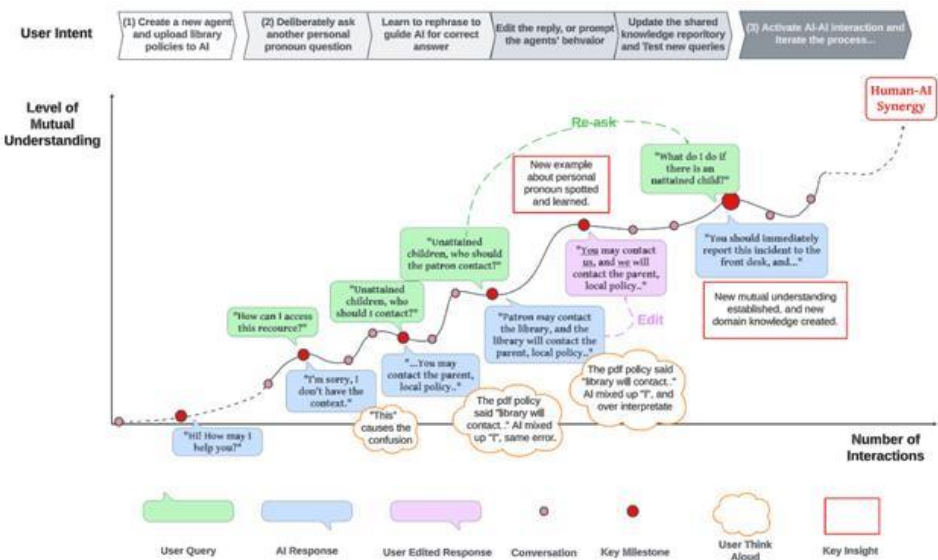 User Intent
(1) Create a new agent
and upload library
policies to AI
(2) Deliberately ask
another personal
pronoun question
Learn to rephrase to
guide AI for correct
answer
Edit the reply, or prompt
the agents' behvaior
Update the shared
knowledge reporitory
and Test new queries
(3) Activate AI-AI interaction and
Iterate the process...
Level of
Mutual
Understanding
Human-AI
Synergy
Re-ask
"What do I do if
there is an
nattained child?"
New example
about personal
pronoun spotted
and learned.
"Unattained
children, who should
the patron contact?"
"You may contact
us, and we will
contact the parent,
local policy.."
"You should immediately
report this incident to the
front desk, and..."
"Unattained
children, who
should I contact?"
New mutual understanding
established, and new
domain knowledge created.
"How can I access
this recource?"
"Patron may contact
the library, and the
library will contact the
parent, local policy.."
Edit
"...You may
contact the parent,
local policy.."
"I'm sorry, I
don't have the
context."
The pdf policy said
"library will contact.."
AI mixed up "I", and
over interpretate
The pdf policy
said "library will
contact.." AI mixed
up "I", same error.
"This"
causes the
confusion
"Hi! How may I
help you?"
Number of
Interactions
User Query
AI Response
User Edited Response
Conversation
Key Milestone
User Think
Aloud
Key Insight